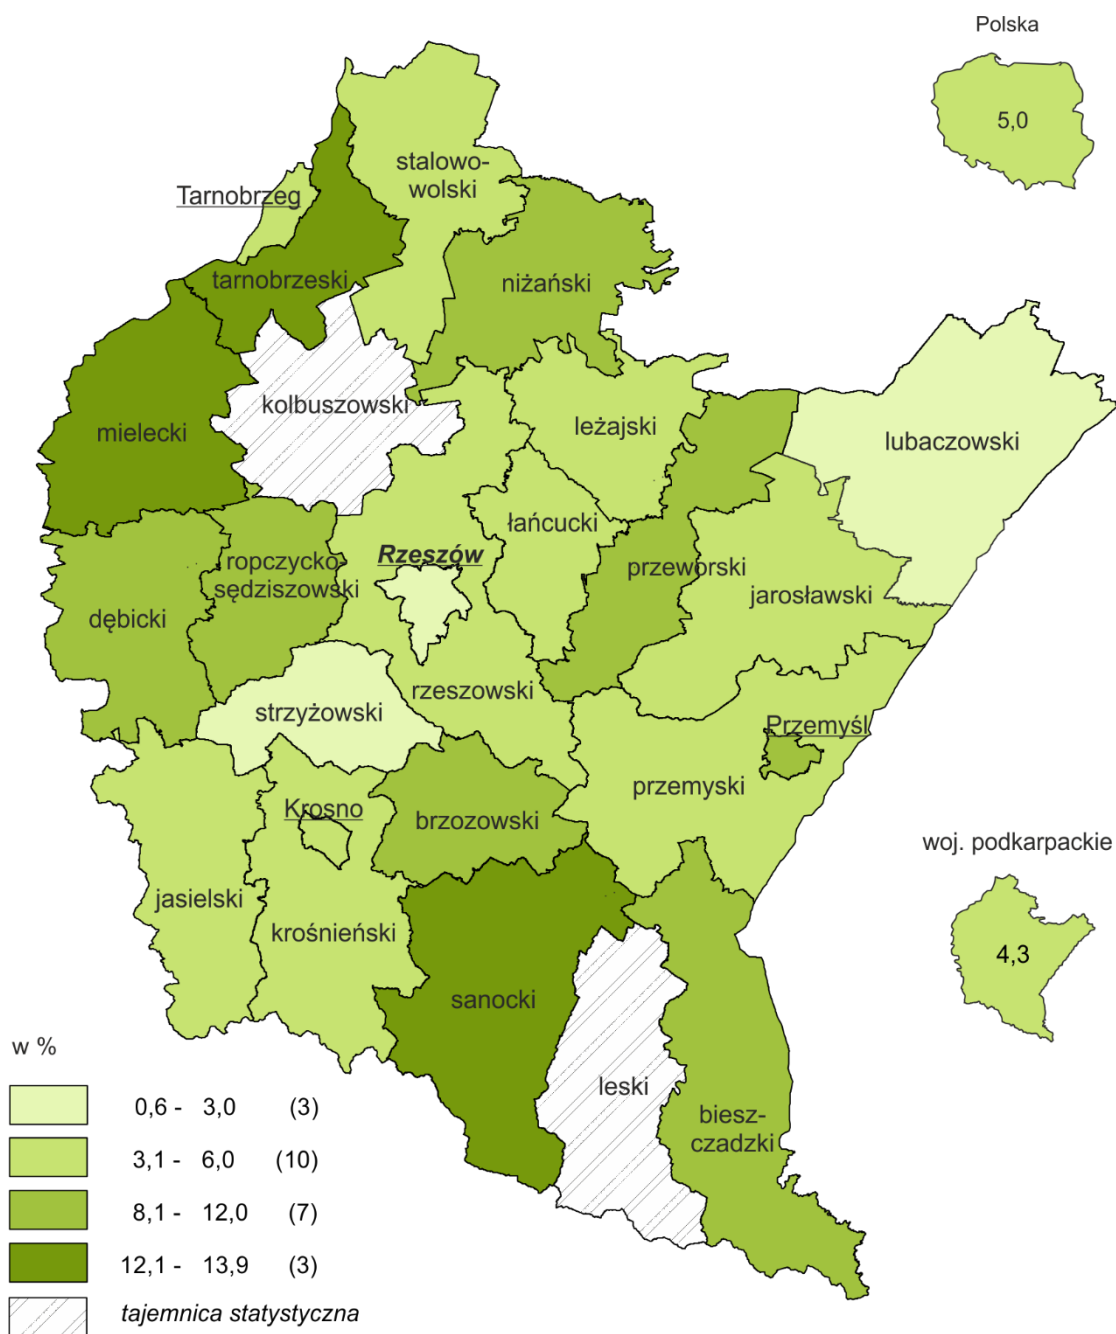 Polska
5,0
stalowo-
wolski
Tarnobrzeg
tarnobrzeski
niżański
kolbuszowski
mielecki
leżajski
lubaczowski
łańcucki
Rzeszów
ropczycko
sędziszowski
przeworski
jarosławski
dębicki
rzeszowski
strzyżowski
Przemyśl
przemyski
Krosno
brzozowski
woj. podkarpackie
4,3
jasielski
krośnieński
sanocki
leski
biesz-
czadzki
w %
0,6 - 3,0 (3)
3,1 - 6,0 (10)
8,1 - 12,0 (7)
12,1 - 13,9 (3)
tajemnica statystyczna